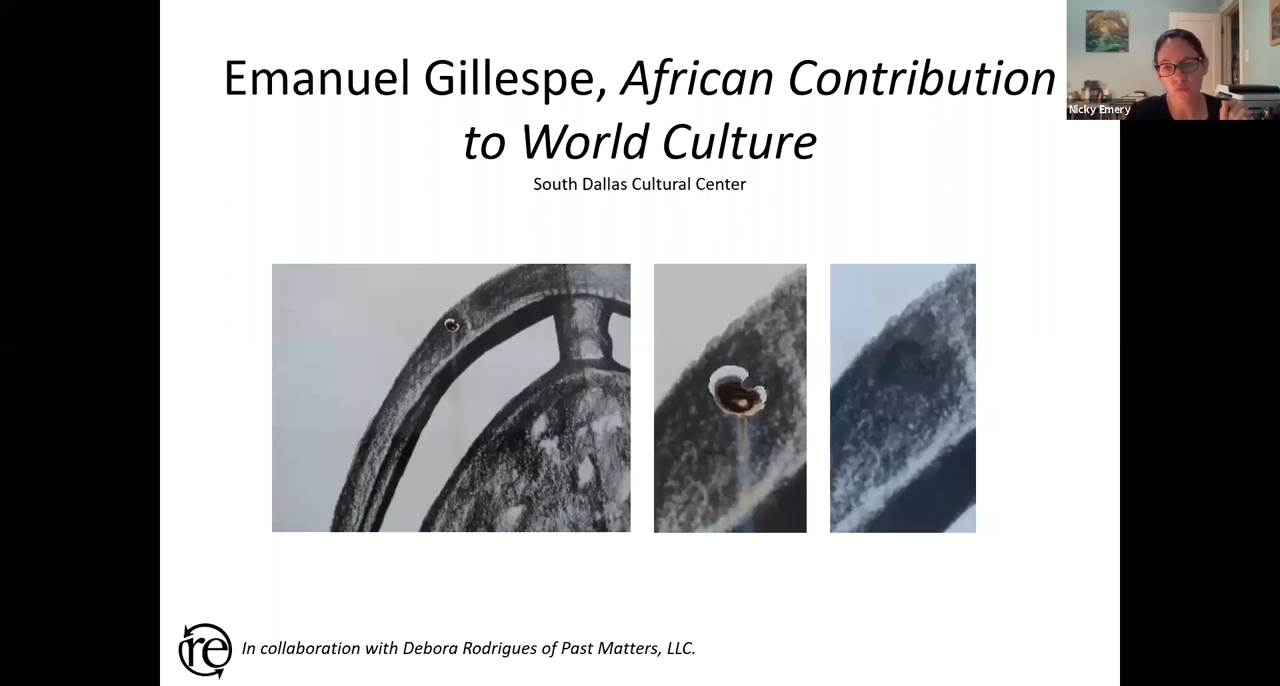 Emanuel Gillespe, African Contribution
to World Culture
South Dallas Cultural Center
Nicky Emery
re
In collaboration with Debora Rodrigues of Past Matters, LLC.